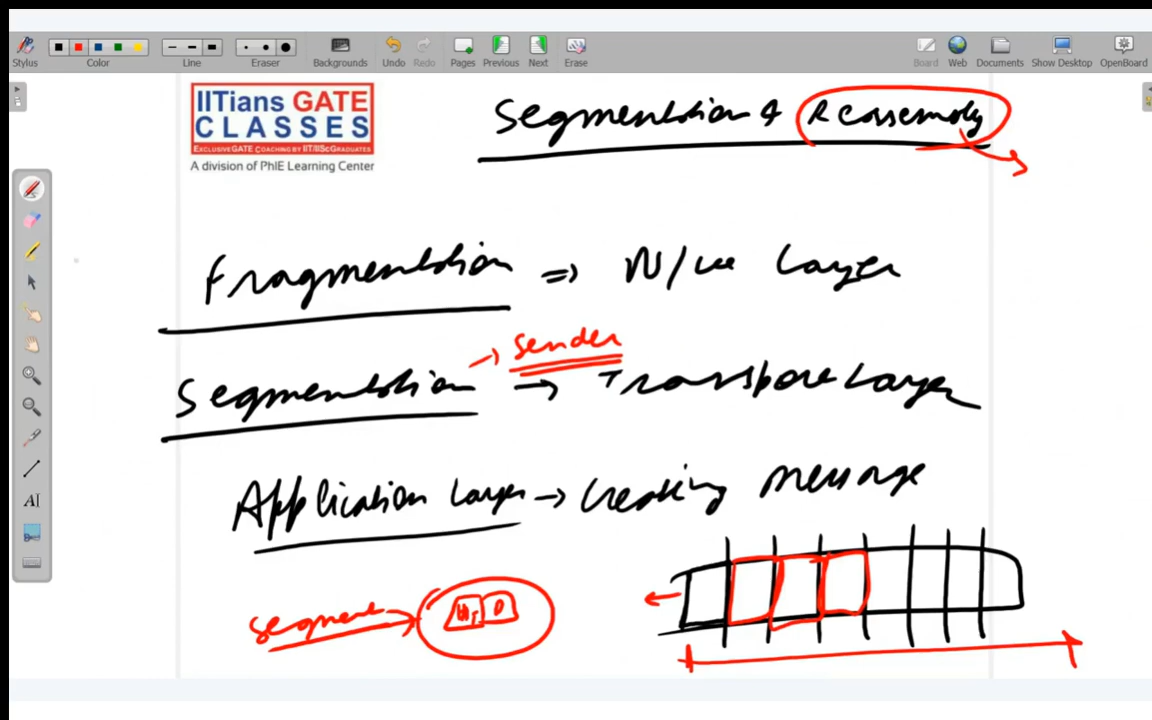 Stylus
Color
Line
Eraser
Backgrounds
Undo
Redo
Pages
Previous
Next
Erase
Board
Web
Documents
Show Desktop
OpenBoard
IITians GATE
CLASSES
EXCLUSIVE GATE COACHING BY IIT/IISc GRADUATES
A division of PhIE Learning Center
Segmentation & Reassembly
Fragmentation => N/w Layer
→ Sender
Segmentation → Transport Layer
Application Layer → Creating message
Segment → HT D
AI